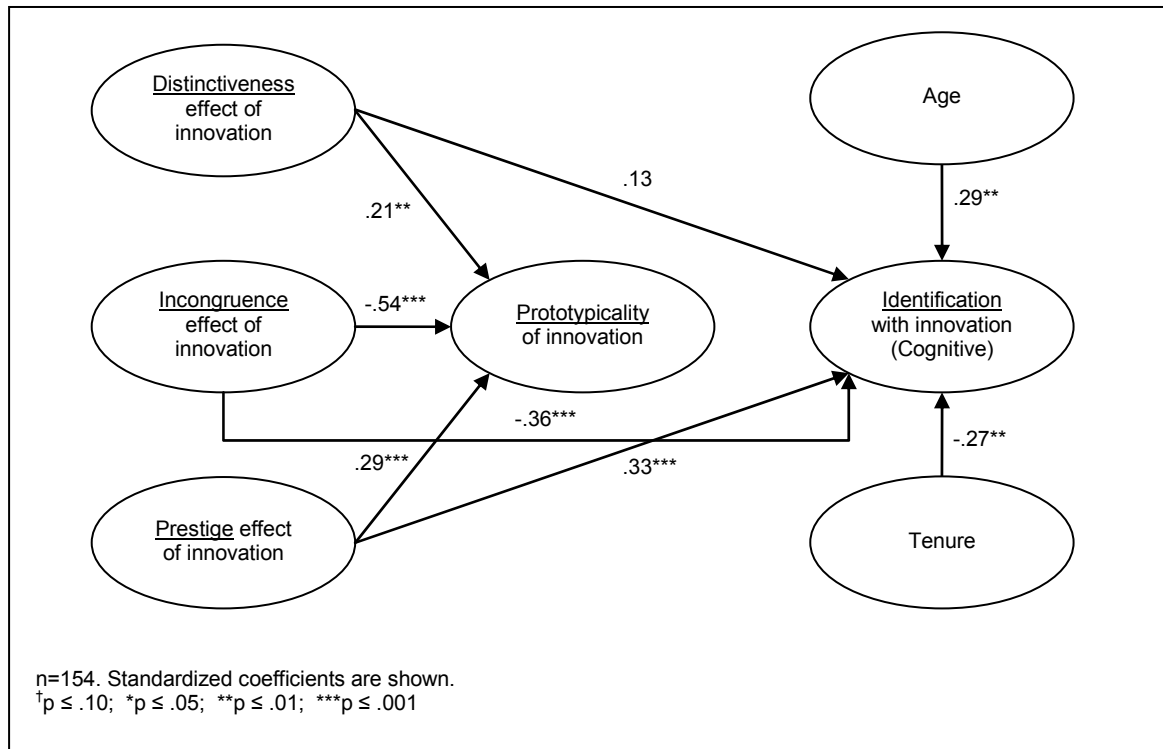 Distinctiveness
effect of
innovation
Age
.13
.21**
.29**
Incongruence
effect of
innovation
-.54***
Prototypicality
of innovation
Identification
with innovation
(Cognitive)
-.36***
.29***
.33***
-.27**
Prestige effect
of innovation
Tenure
n=154. Standardized coefficients are shown.
†p ≤ .10; *p ≤ .05; **p ≤ .01; ***p ≤ .001